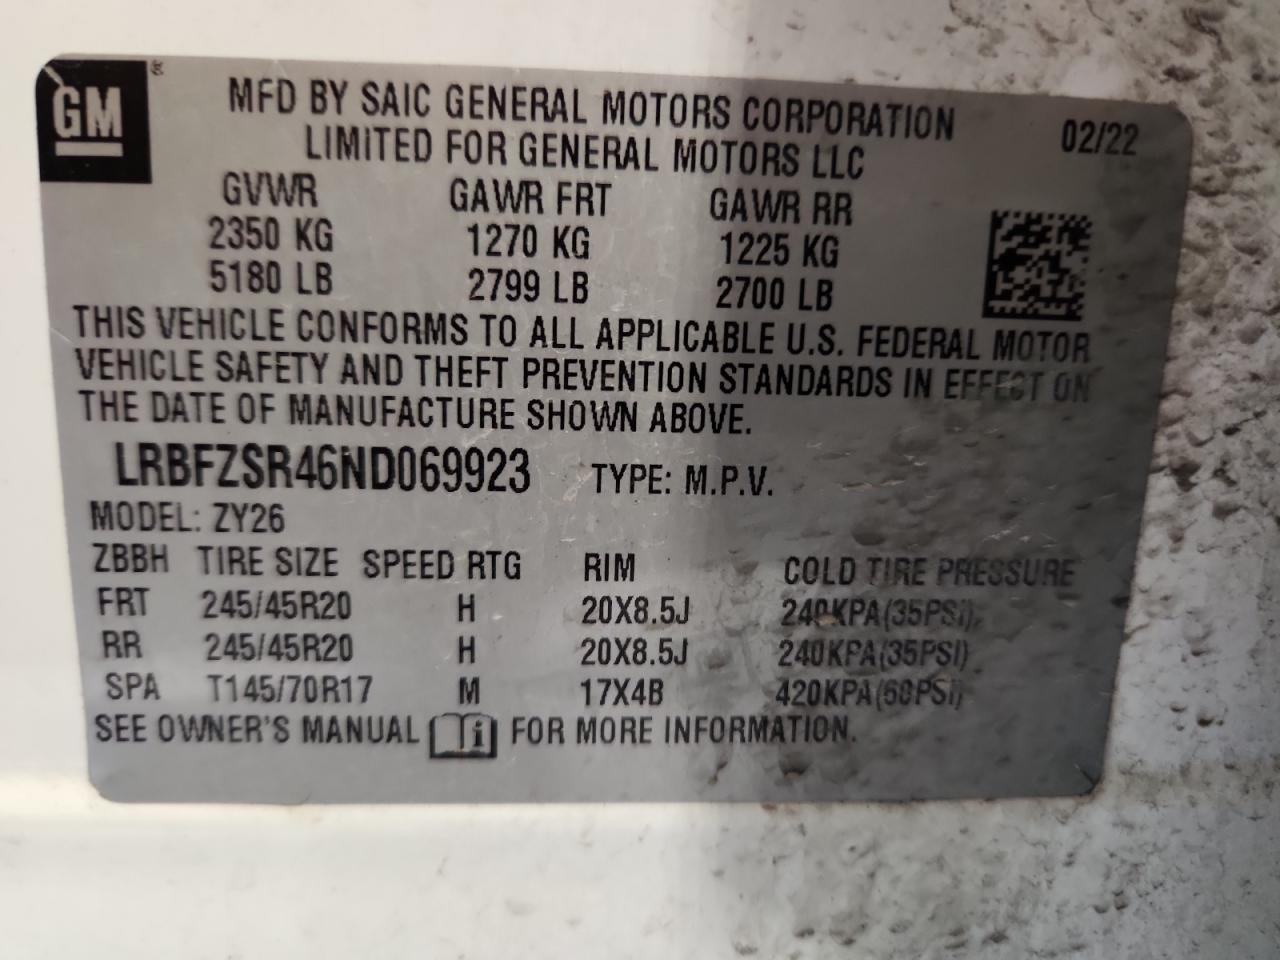 GM
MFD BY SAIC GENERAL MOTORS CORPORATION 02/22
LIMITED FOR GENERAL MOTORS LLC
GVWR GAWR FRT GAWR RR
2350 KG 1270 KG 1225 KG
5180 LB 2799 LB 2700 LB
THIS VEHICLE CONFORMS TO ALL APPLICABLE U.S. FEDERAL MOTOR
VEHICLE SAFETY AND THEFT PREVENTION STANDARDS IN EFFECT ON
THE DATE OF MANUFACTURE SHOWN ABOVE.
LRBFZSR46ND069923 TYPE: M.P.V.
MODEL: ZY26
ZBBH TIRE SIZE SPEED RTG RIM COLD TIRE PRESSURE
FRT 245/45R20 H 20X8.5J 240KPA(35PSI)
RR 245/45R20 H 20X8.5J 240KPA(35PSI)
SPA T145/70R17 M 17X4B 420KPA(60PSI)
SEE OWNER'S MANUAL i FOR MORE INFORMATION.